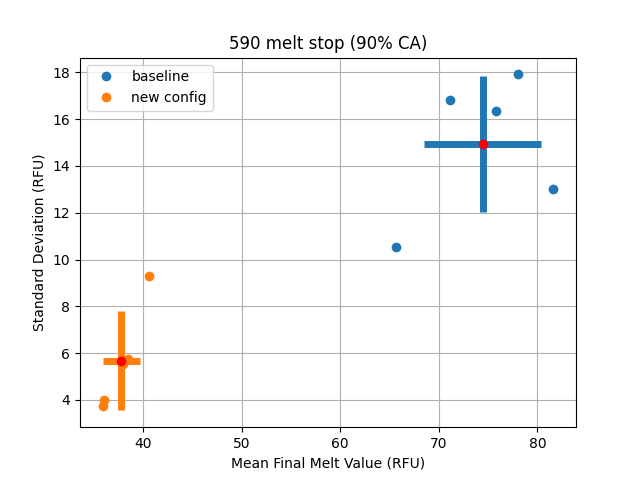 590 melt stop (90% CA)
baseline
new config
18
16
14
12
10
8
6
4
Standard Deviation (RFU)
40
50
60
70
80
Mean Final Melt Value (RFU)